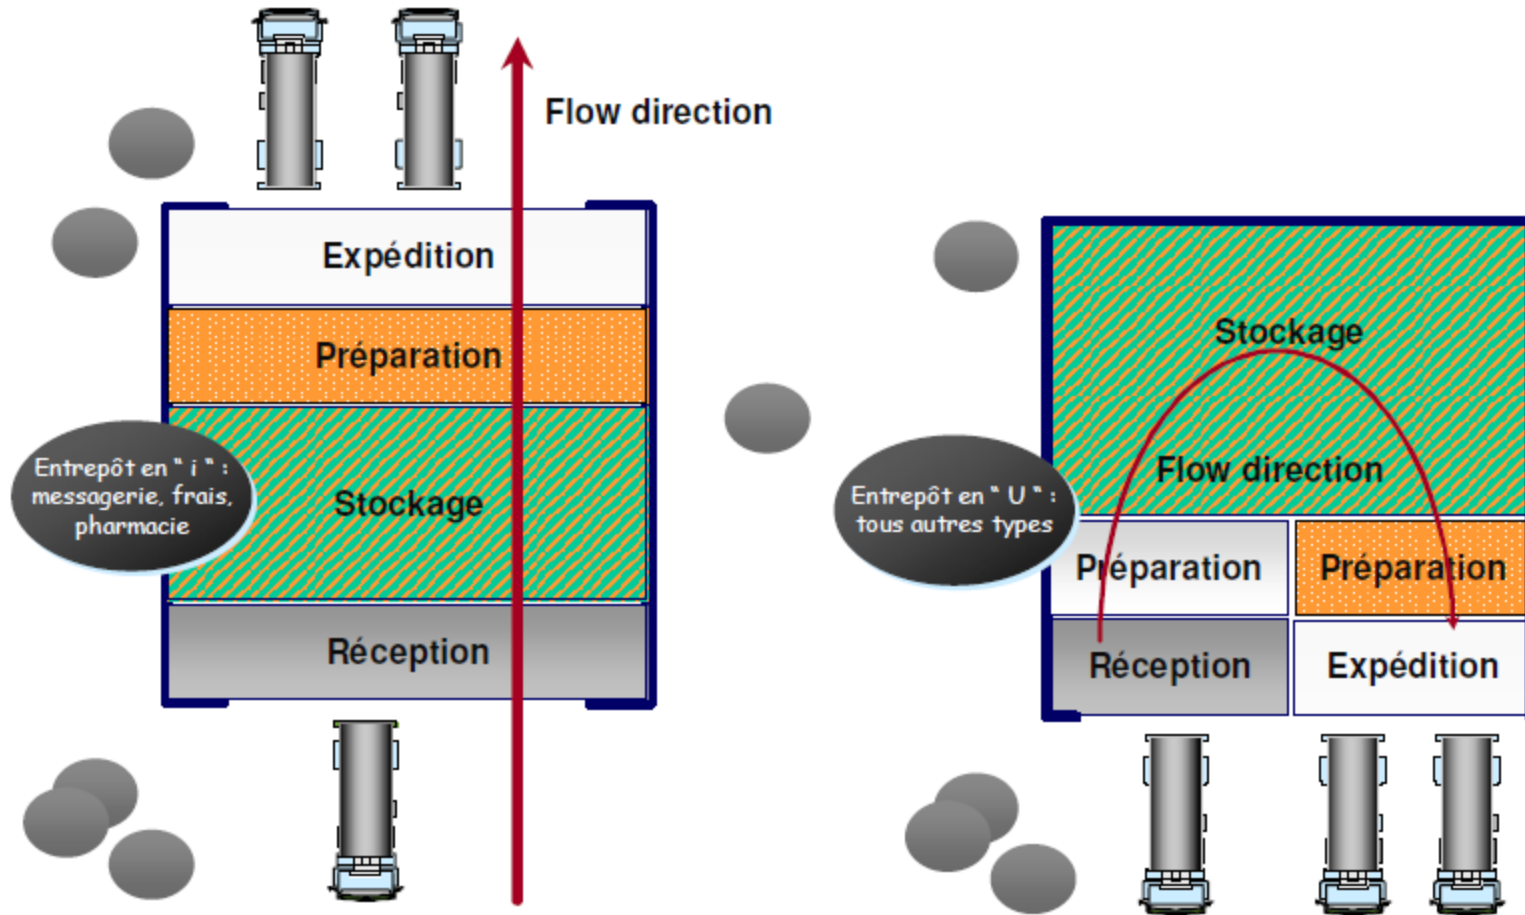 Flow direction
Expédition
Préparation
Entrepôt en " i " :
messagerie, frais,
pharmacie
Stockage
Réception
Stockage
Flow direction
Entrepôt en " U " :
tous autres types
Préparation
Préparation
Réception
Expédition